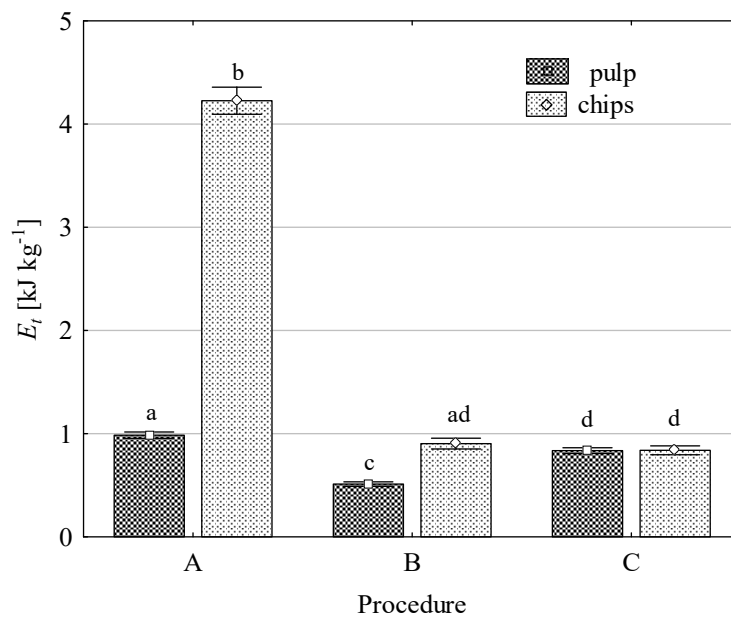 5
b
pulp
chips
4
3
E_t [kJ kg⁻¹]
2
a
ad
d
d
1
c
0
A
B
C
Procedure